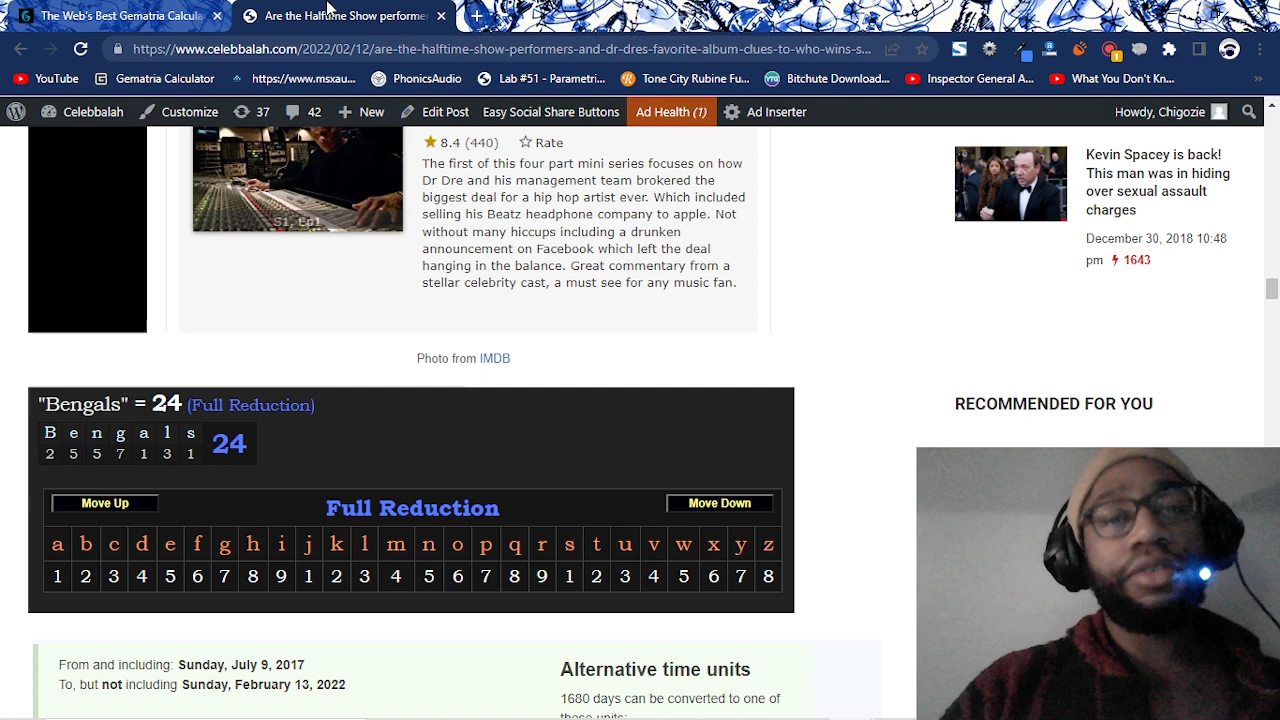 The Web's Best Gematria Calcula
Are the Halftime Show performer
https://www.celebbalah.com/2022/02/12/are-the-halftime-show-performers-and-dr-dres-favorite-album-clues-to-who-wins-s...
YouTube
Gematria Calculator
https://www.msxau...
PhonicsAudio
Lab #51 - Parametri...
Tone City Rubine Fu...
Bitchute Download...
Inspector General A...
What You Don't Kn...
Celebbalah
Customize
37
42
New
Edit Post
Easy Social Share Buttons
Ad Health (1)
Ad Inserter
Howdy, Chigozie
S1, Ep1
8.4 (440) Rate
The first of this four part mini series focuses on how
Dr Dre and his management team brokered the
biggest deal for a hip hop artist ever. Which included
selling his Beatz headphone company to apple. Not
without many hiccups including a drunken
announcement on Facebook which left the deal
hanging in the balance. Great commentary from a
stellar celebrity cast, a must see for any music fan.
Photo from IMDB
Kevin Spacey is back!
This man was in hiding
over sexual assault
charges
December 30, 2018 10:48
pm 1643
RECOMMENDED FOR YOU
"Bengals" = 24 (Full Reduction)
B e n g a l s
2 5 5 7 1 3 1 24
Move Up
Full Reduction
Move Down
a b c d e f g h i j k l m n o p q r s t u v w x y z
1 2 3 4 5 6 7 8 9 1 2 3 4 5 6 7 8 9 1 2 3 4 5 6 7 8
From and including: Sunday, July 9, 2017
To, but not including Sunday, February 13, 2022
Alternative time units
1680 days can be converted to one of
these units: